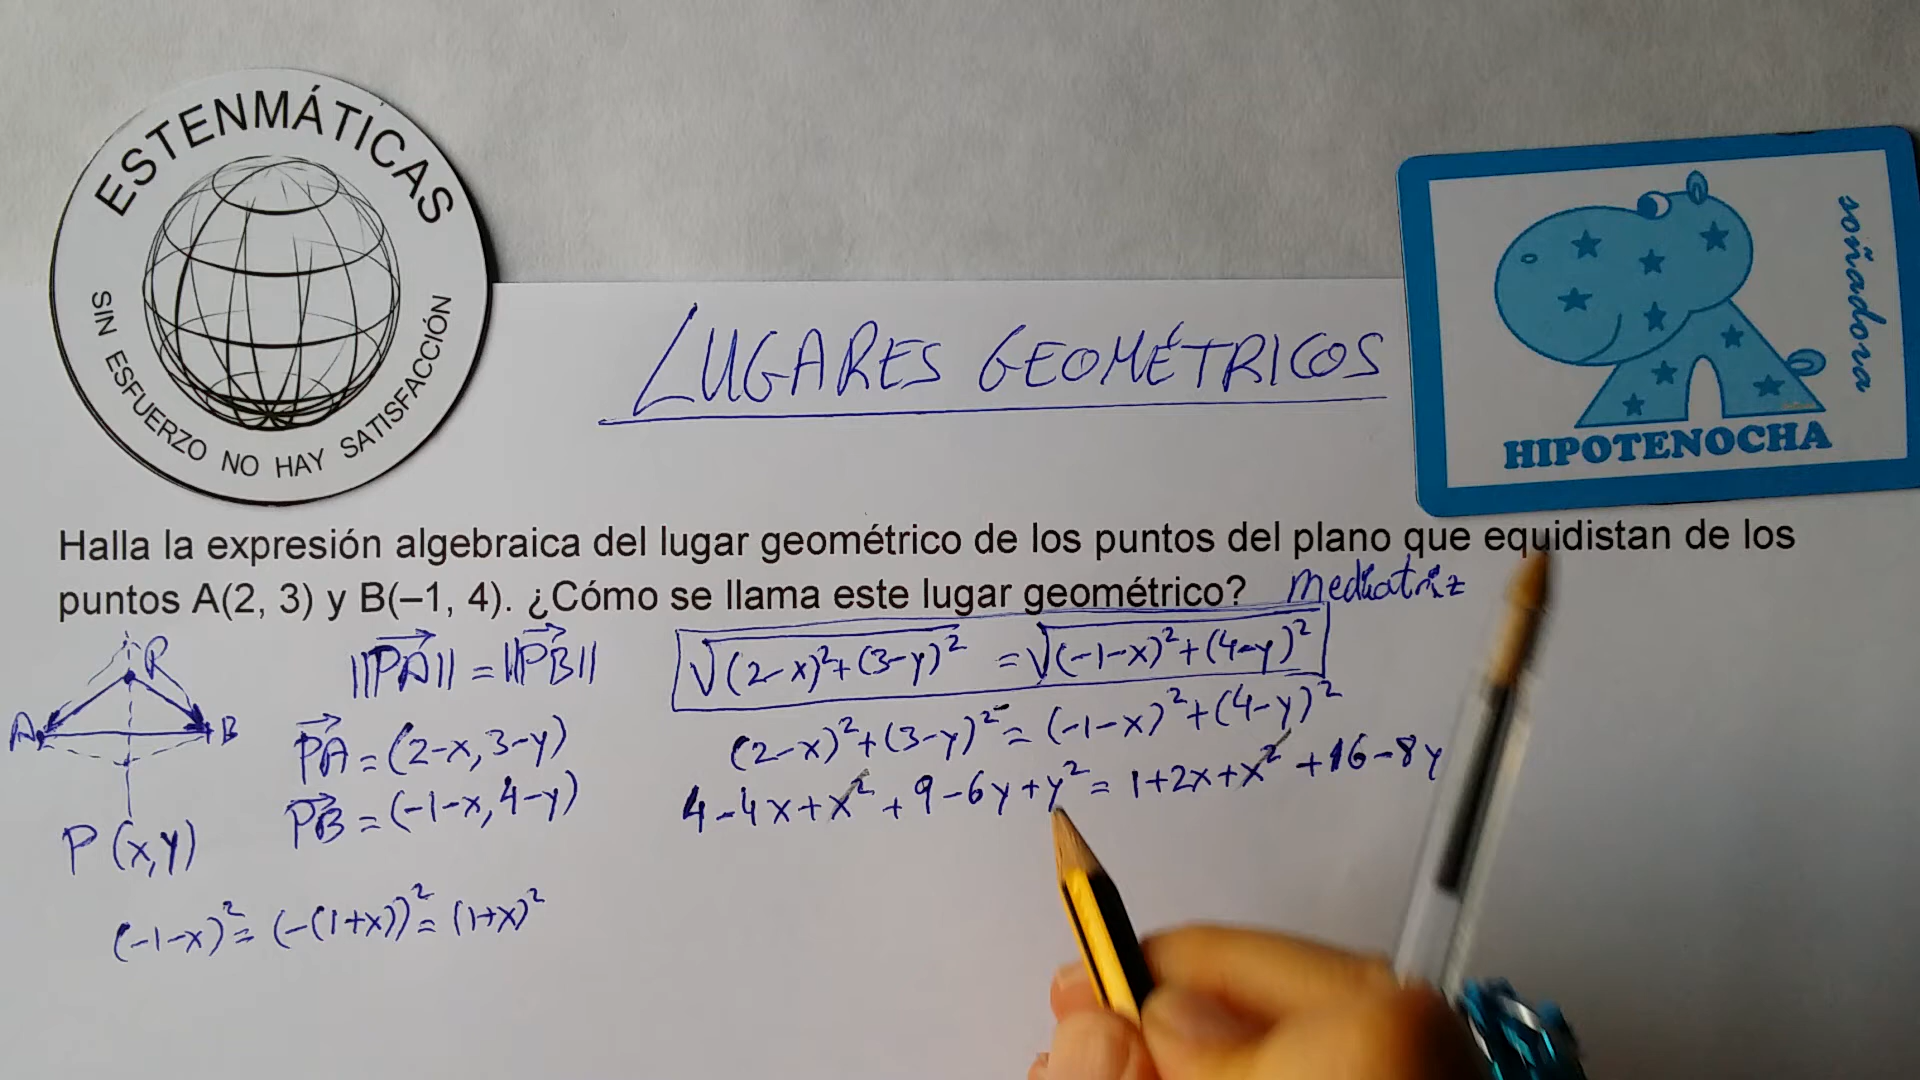 ESTENMÁTICAS
SIN ESFUERZO NO HAY SATISFACCIÓN
LUGARES GEOMÉTRICOS
soñadora
HIPOTENOCHA
Halla la expresión algebraica del lugar geométrico de los puntos del plano que equidistan de los
puntos A(2, 3) y B(–1, 4). ¿Cómo se llama este lugar geométrico? Mediatriz
P
A B
P(x,y)
||PA|| = ||PB||
PA = (2-x, 3-y)
PB = (-1-x, 4-y)
(-1-x)² = (-(1+x))² = (1+x)²
√(2-x)²+(3-y)² = √(-1-x)²+(4-y)²
(2-x)²+(3-y)² = (-1-x)²+(4-y)²
4-4x+x²+9-6y+y² = 1+2x+x²+16-8y